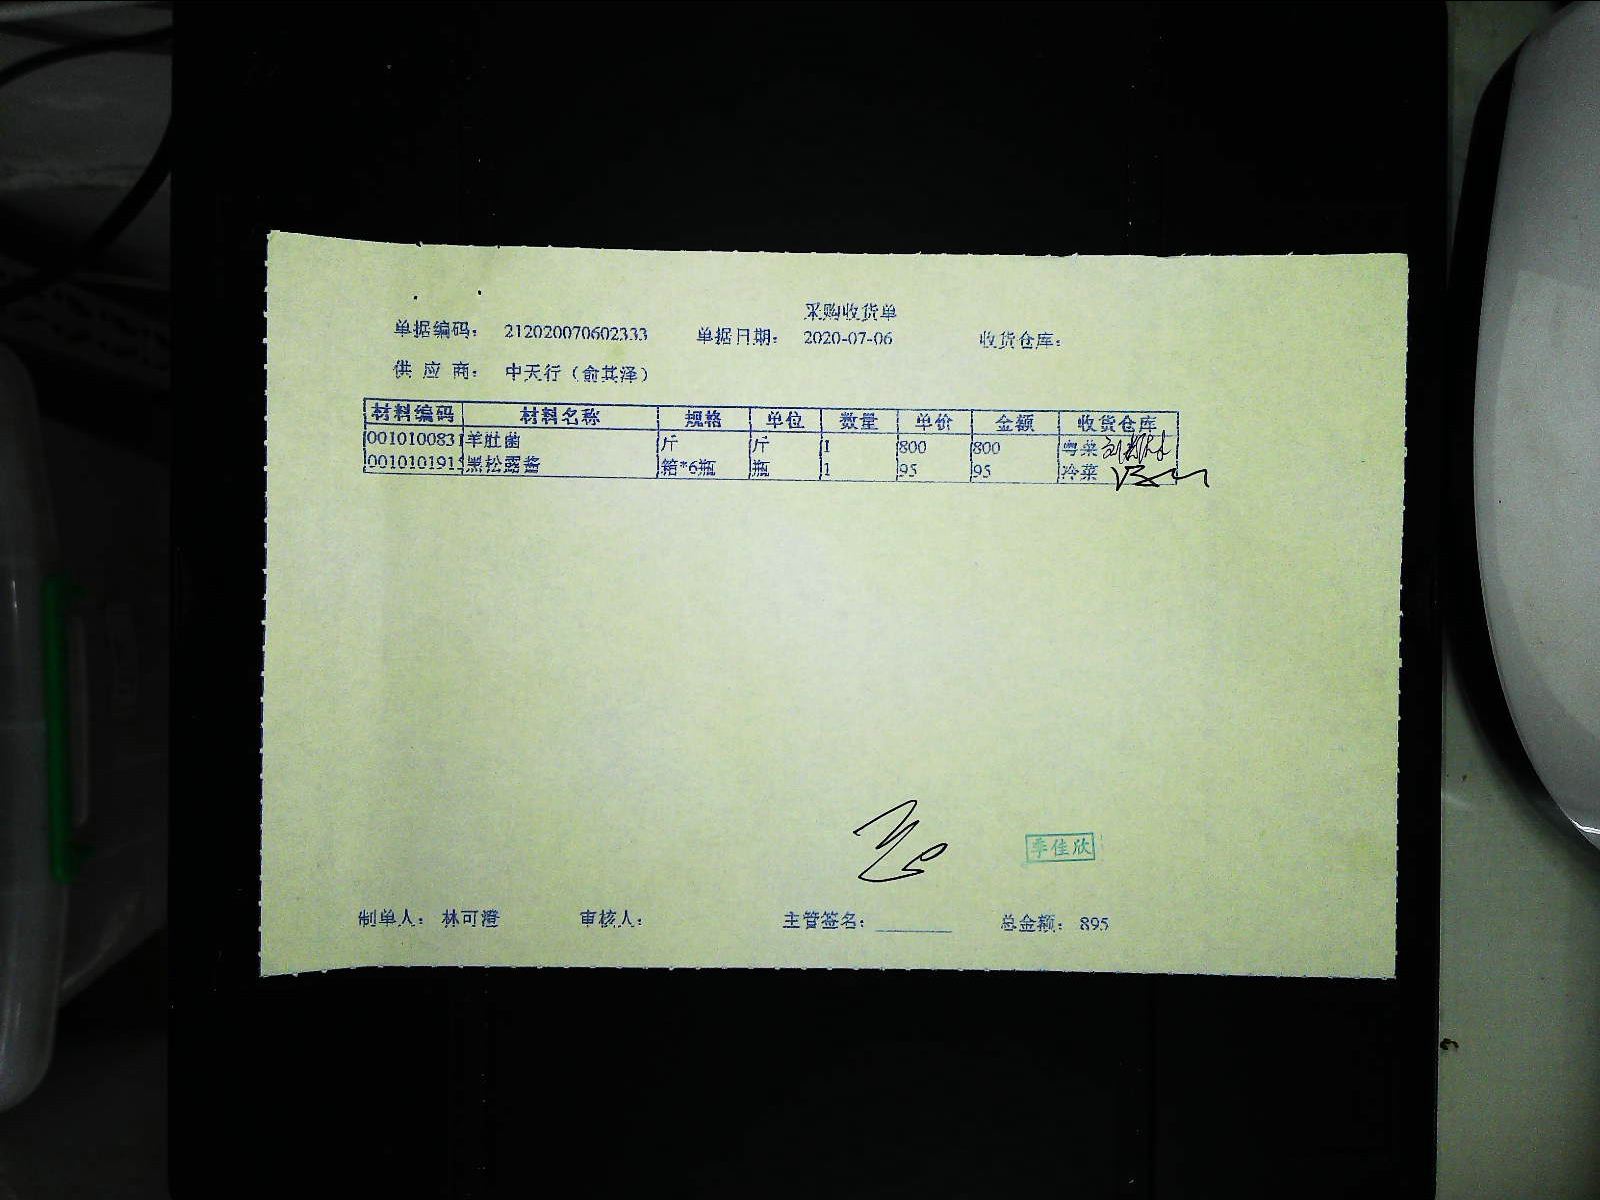 采购收货单
单据编码： 212020070602333 单据日期： 2020-07-06 收货仓库：
供 应 商： 中天行（俞其泽）
材料编码 材料名称 规格 单位 数量 单价 金额 收货仓库
001010083 羊肚菌 斤 斤 1 800 800 粤菜
001010191 黑松露酱 箱*6瓶 瓶 1 95 95 冷菜
季佳欣
制单人： 林可澄 审核人： 主管签名： 总金额： 895